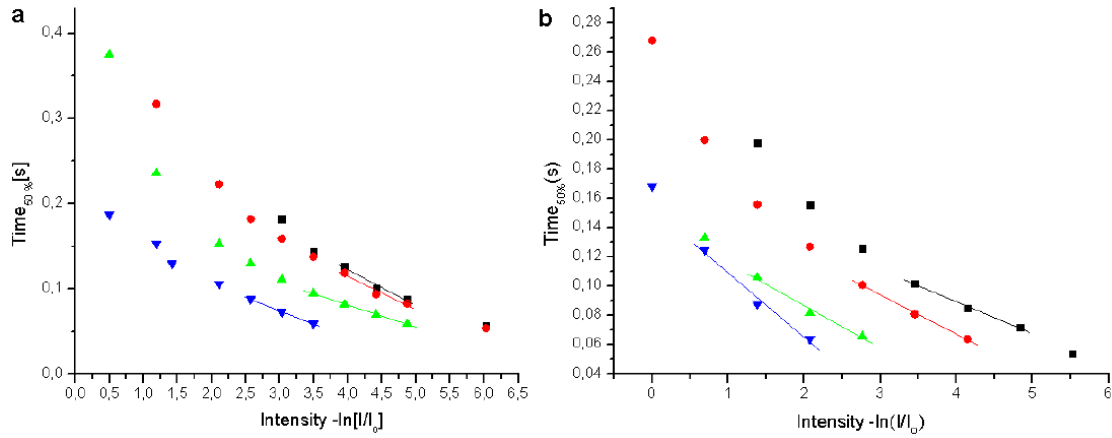 a
b
0,4
0,3
0,2
0,1
0,0
Time50 %[s]
0,5 1,0 1,5 2,0 2,5 3,0 3,5 4,0 4,5 5,0 5,5 6,0 6,5
Intensity -ln[I/I0]
0,28
0,26
0,24
0,22
0,20
0,18
0,16
0,14
0,12
0,10
0,08
0,06
0,04
Time50%(s)
0 1 2 3 4 5 6
Intensity -ln(I/I0)